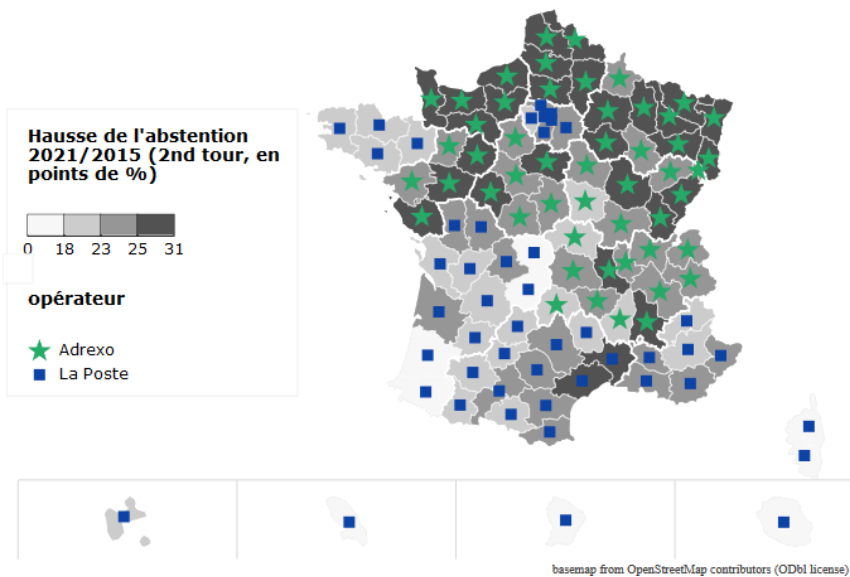 Hausse de l'abstention
2021/2015 (2nd tour, en
points de %)
0 18 23 25 31
opérateur
Adrexo
La Poste
basemap from OpenStreetMap contributors (ODbl license)